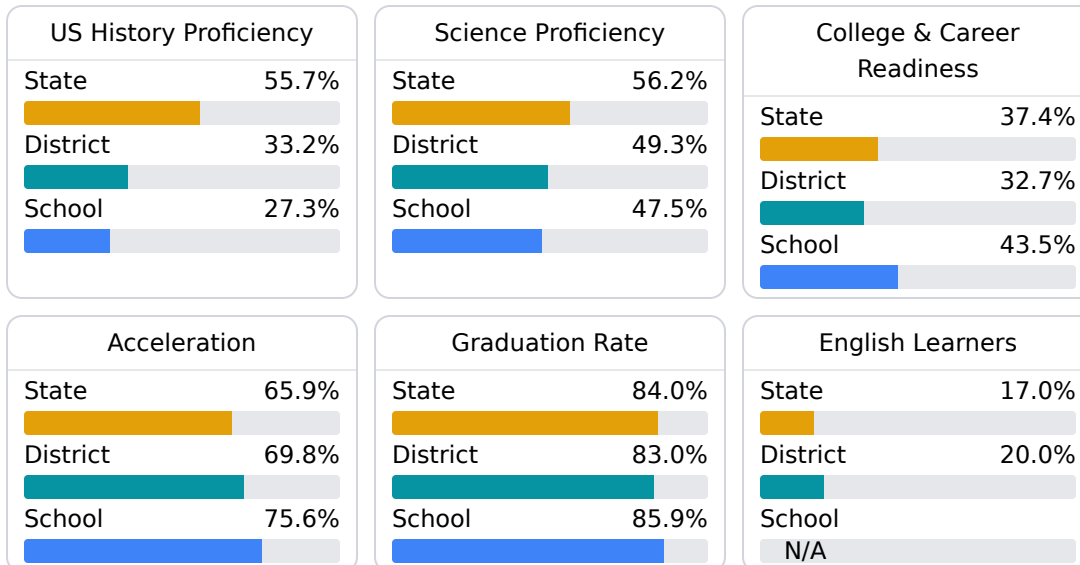 US History Proficiency
State 55.7%
District 33.2%
School 27.3%
Science Proficiency
State 56.2%
District 49.3%
School 47.5%
College & Career
Readiness
State 37.4%
District 32.7%
School 43.5%
Acceleration
State 65.9%
District 69.8%
School 75.6%
Graduation Rate
State 84.0%
District 83.0%
School 85.9%
English Learners
State 17.0%
District 20.0%
School
N/A